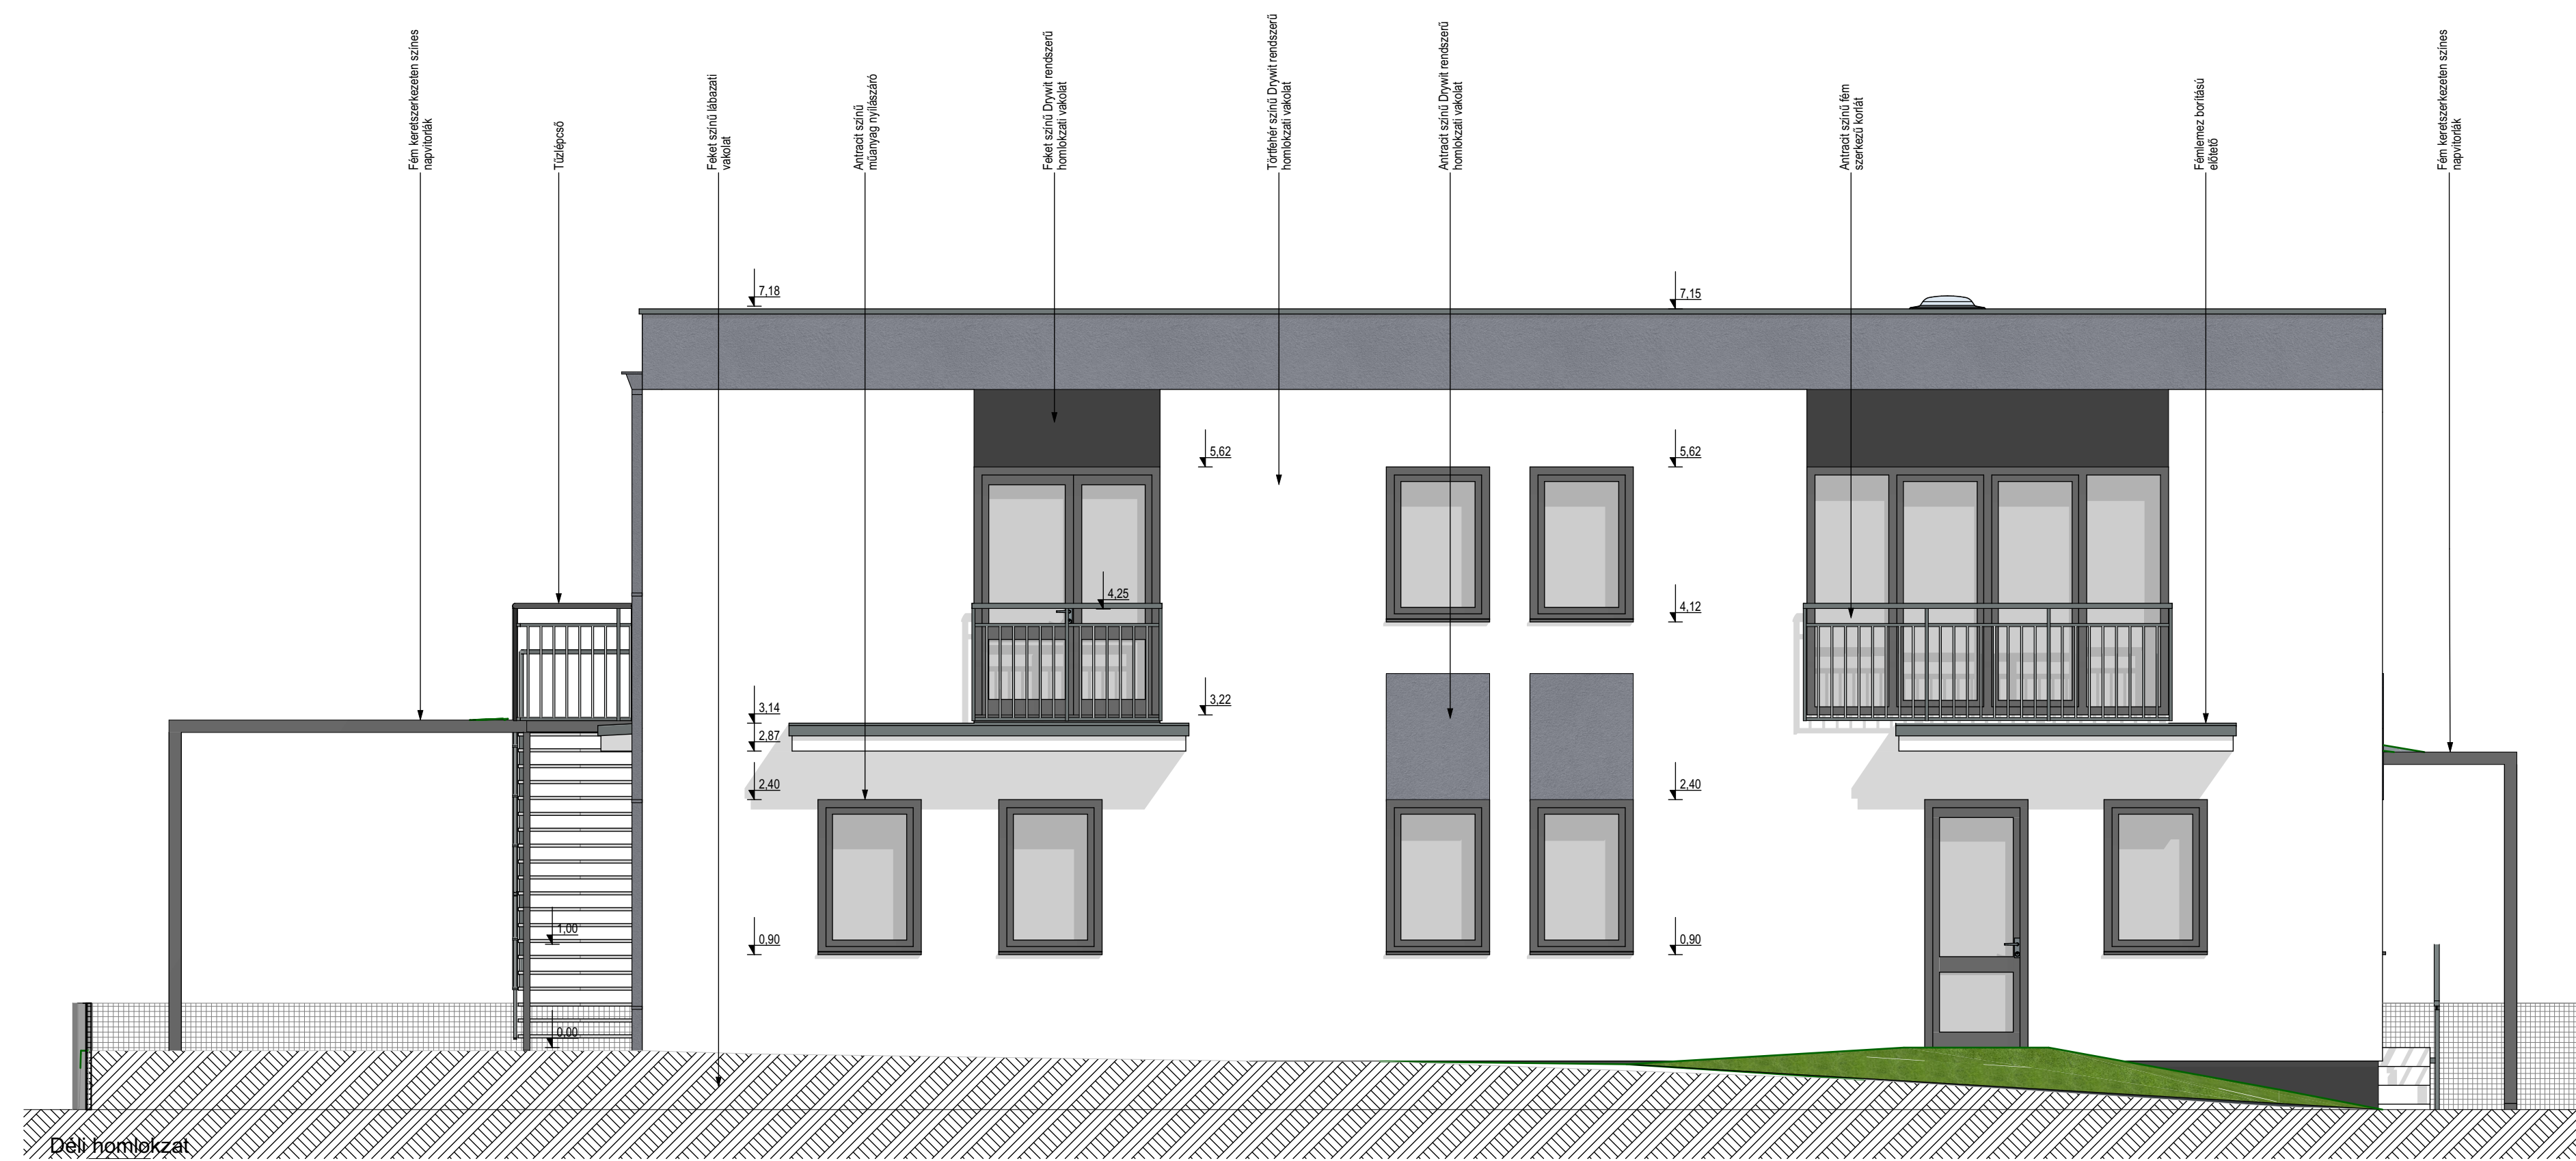 Fém keretszerkezeten színes
napvitorlák
Tűzlépcső
Feket színű lábazati
vakolat
Antracit színű
műanyag nyílászáró
Feket színű Drywit rendszerű
homlokzati vakolat
Törtfehér színű Drywit rendszerű
homlokzati vakolat
Antracit színű Drywit rendszerű
homlokzati vakolat
Antracit színű fém
szerkezű korlát
Fémlemez borítású
előtető
Fém keretszerkezeten színes
napvitorlák
7,18
7,15
5,62
5,62
4,25
4,12
3,14
3,22
2,87
2,40
2,40
1,00
0,90
0,90
0,00
Déli homlokzat